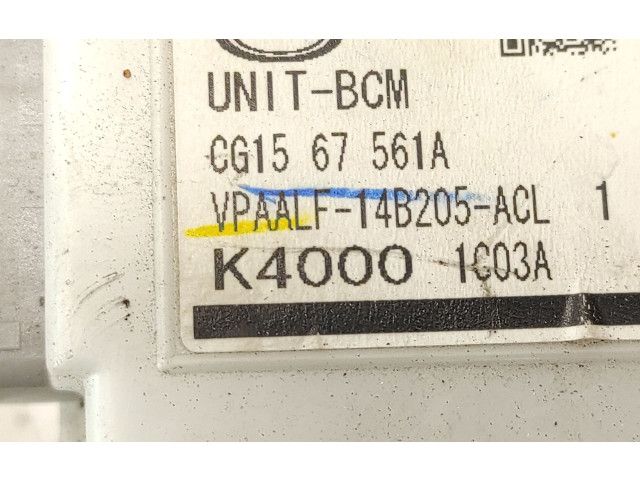 UNIT-BCM
CG15 67 561A
VPAALF-14B205-ACL 1
K4000 1C03A